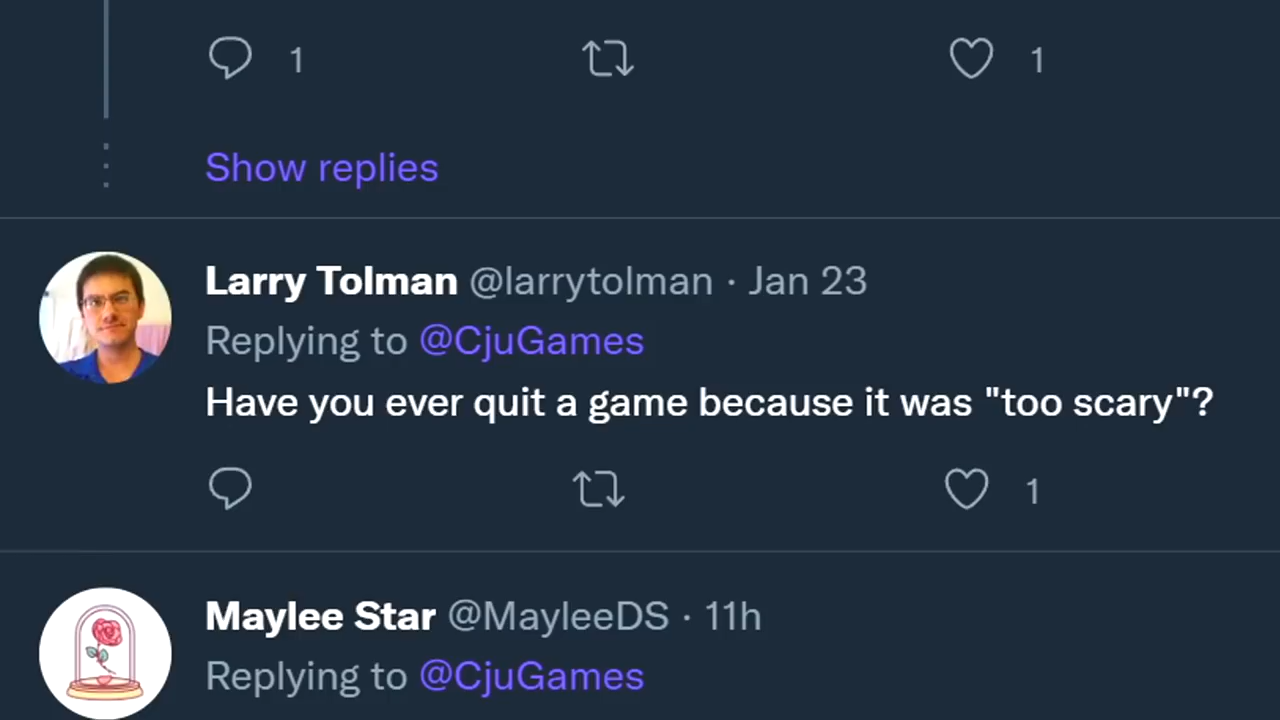 1 1
Show replies
Larry Tolman @larrytolman · Jan 23
Replying to @CjuGames
Have you ever quit a game because it was "too scary"?
1
Maylee Star @MayleeDS · 11h
Replying to @CjuGames